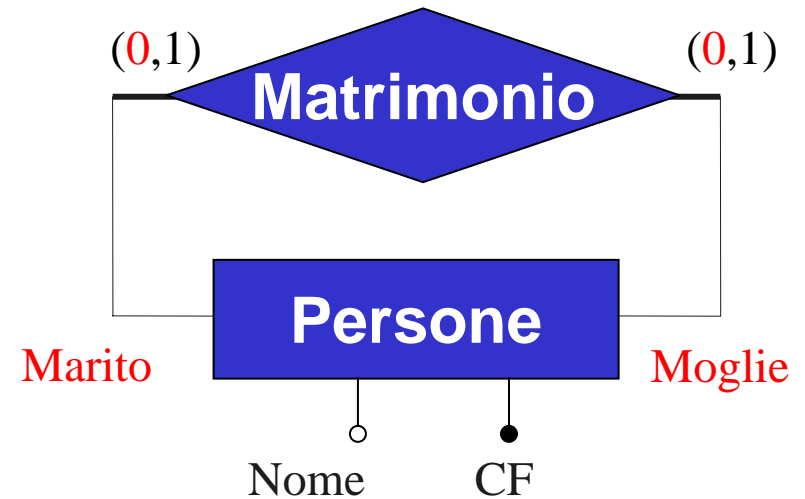 (0,1) (0,1)
Matrimonio
Persone
Marito Moglie
Nome CF